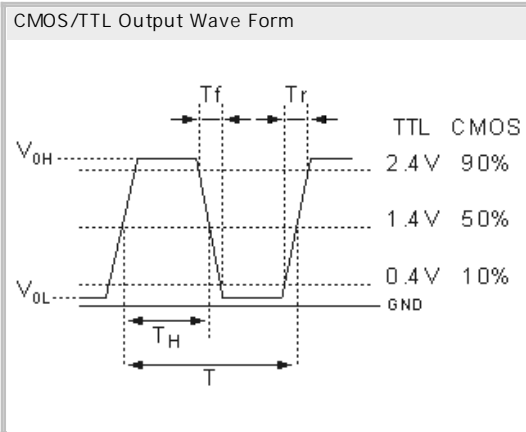 CMOS/TTL Output Wave Form
Tf Tr
TTL CMOS
V0H
2.4V 90%
1.4V 50%
0.4V 10%
V0L
GND
TH
T